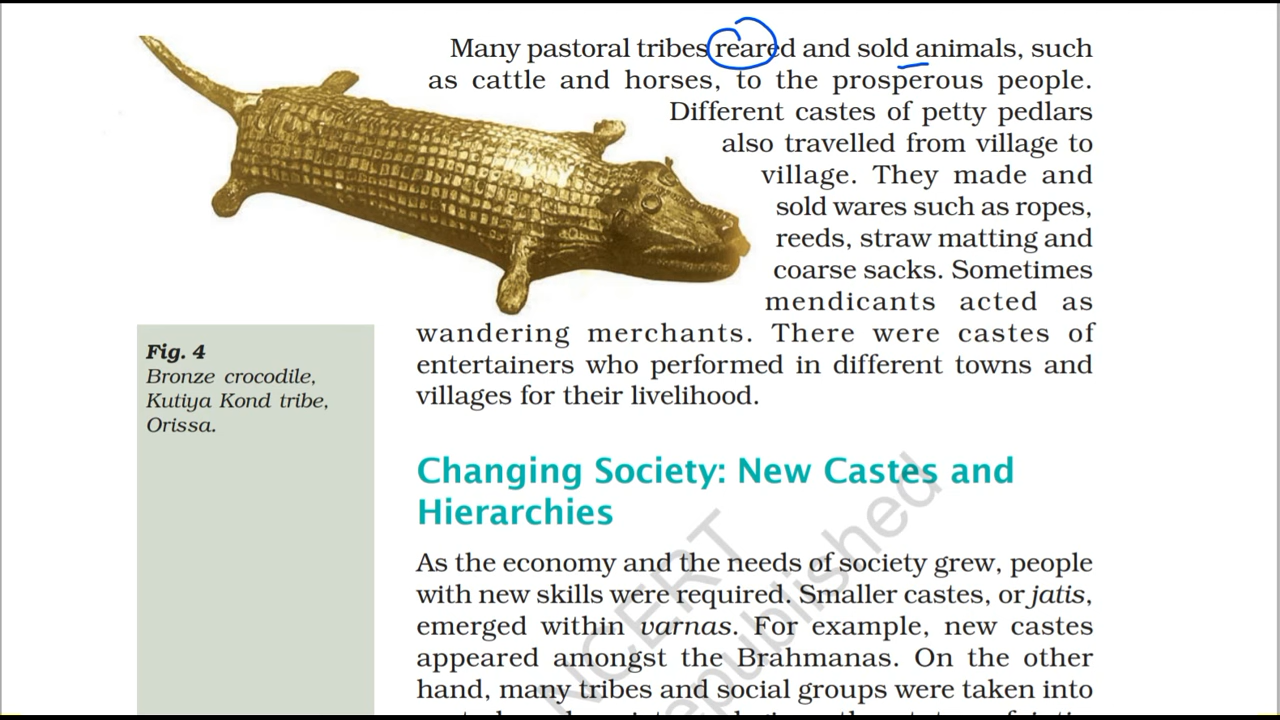 Many pastoral tribes reared and sold animals, such
as cattle and horses, to the prosperous people.
Different castes of petty pedlars
also travelled from village to
village. They made and
sold wares such as ropes,
reeds, straw matting and
coarse sacks. Sometimes
mendicants acted as
wandering merchants. There were castes of
entertainers who performed in different towns and
villages for their livelihood.
Fig. 4
Bronze crocodile,
Kutiya Kond tribe,
Orissa.
Changing Society: New Castes and
Hierarchies
As the economy and the needs of society grew, people
with new skills were required. Smaller castes, or jatis,
emerged within varnas. For example, new castes
appeared amongst the Brahmanas. On the other
hand, many tribes and social groups were taken into
NCERT
republished